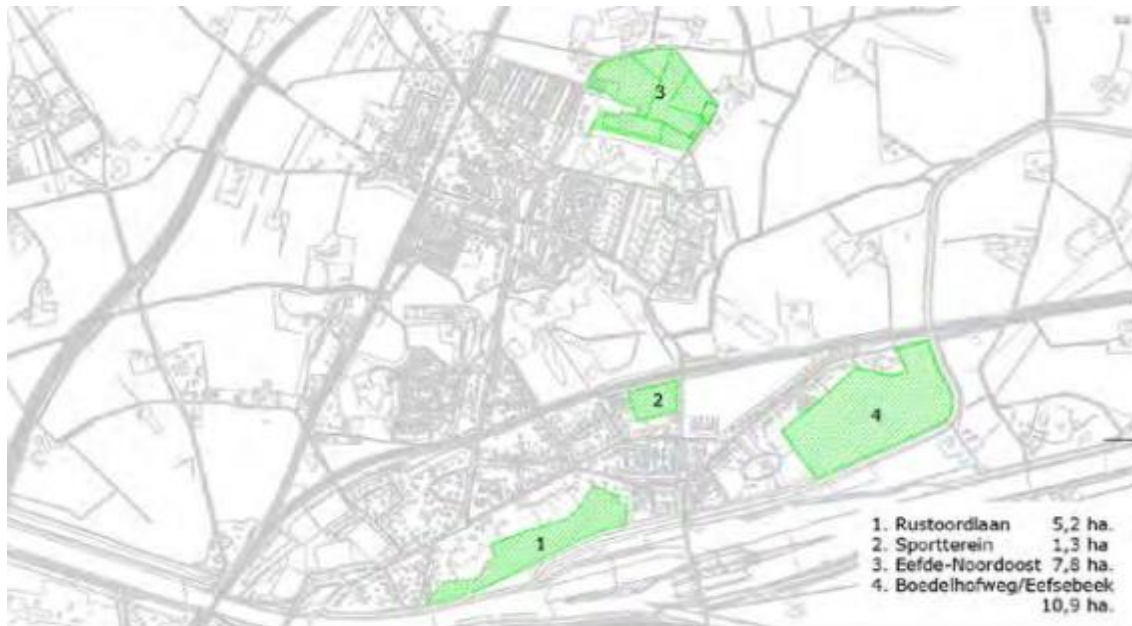 3
2
4
1
1. Rustoordlaan 5,2 ha.
2. Sportterein 1,3 ha
3. Eefde-Noordoost 7,8 ha.
4. Boedelhofweg/Eefsebeek
10,9 ha.